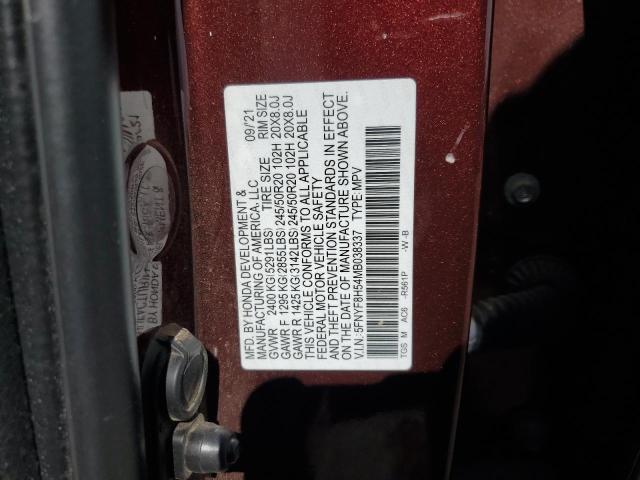 MFD. BY HONDA DEVELOPMENT &
MANUFACTURING OF AMERICA, LLC 09/21
GVWR 2400 KG(5291LBS) TIRE SIZE RIM SIZE
GAWR F 1295 KG(2855LBS) 245/50R20 102H 20X8.0J
GAWR R 1425 KG(3142LBS) 245/50R20 102H 20X8.0J
THIS VEHICLE CONFORMS TO ALL APPLICABLE
FEDERAL MOTOR VEHICLE SAFETY
AND THEFT PREVENTION STANDARDS IN EFFECT
ON THE DATE OF MANUFACTURE SHOWN ABOVE.
V.I.N.:5FNYF8H54MB038337 TYPE:MPV
TGS M AC6 -R561P -W -B